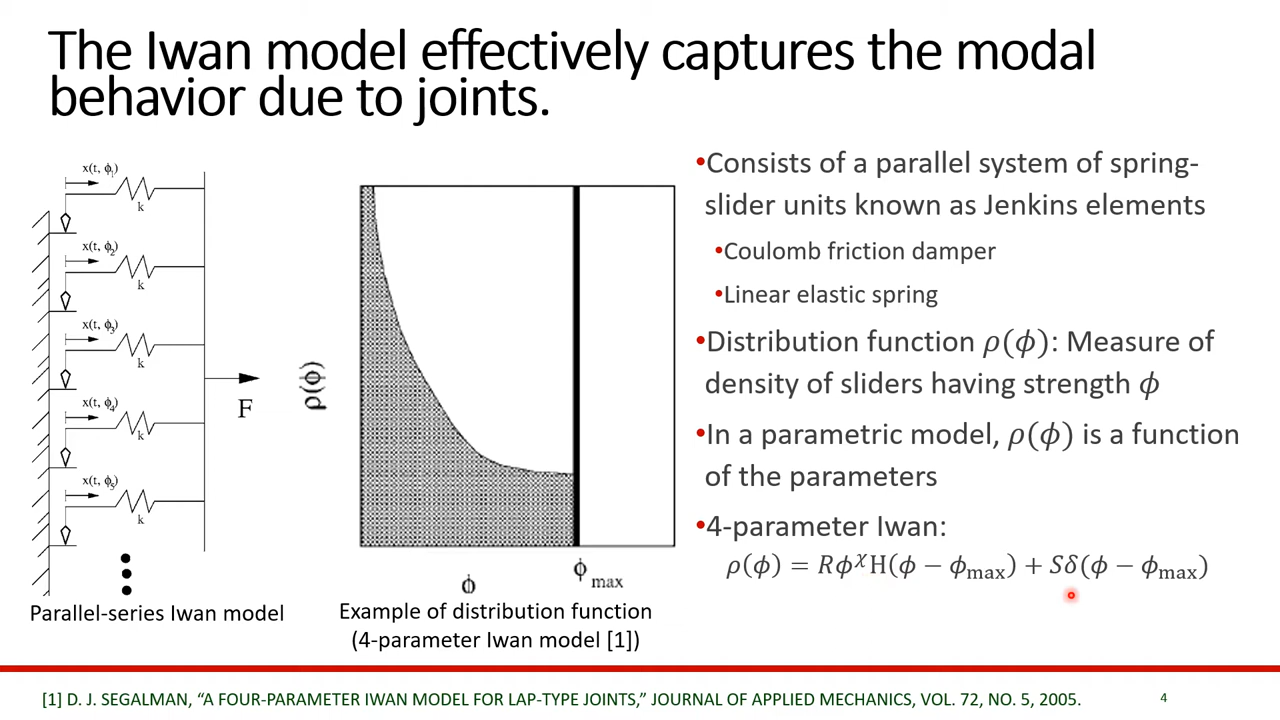 The Iwan model effectively captures the modal
behavior due to joints.
x(t, ϕ₁)
k
x(t, ϕ₂)
k
x(t, ϕ₃)
k
x(t, ϕ₄)
k
x(t, ϕ₅)
k
F
Parallel-series Iwan model
ρ(ϕ)
ϕ
ϕmax
Example of distribution function
(4-parameter Iwan model [1])
•Consists of a parallel system of spring-
slider units known as Jenkins elements
•Coulomb friction damper
•Linear elastic spring
•Distribution function ρ(ϕ): Measure of
density of sliders having strength ϕ
•In a parametric model, ρ(ϕ) is a function
of the parameters
•4-parameter Iwan:
ρ(ϕ) = Rϕ^χH(ϕ − ϕmax) + Sδ(ϕ − ϕmax)
[1] D. J. SEGALMAN, “A FOUR-PARAMETER IWAN MODEL FOR LAP-TYPE JOINTS,” JOURNAL OF APPLIED MECHANICS, VOL. 72, NO. 5, 2005.
4